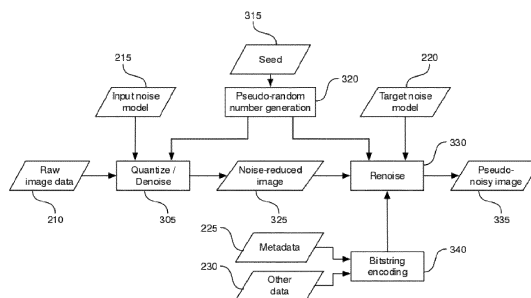 315
Seed
215
220
Input noise
model
Pseudo-random
number generation
320
Target noise
model
330
Raw
image data
Quantize /
Denoise
Noise-reduced
image
Renoise
Pseudo-
noisy image
210
305
325
335
225
Metadata
230
Other
data
Bitstring
encoding
340